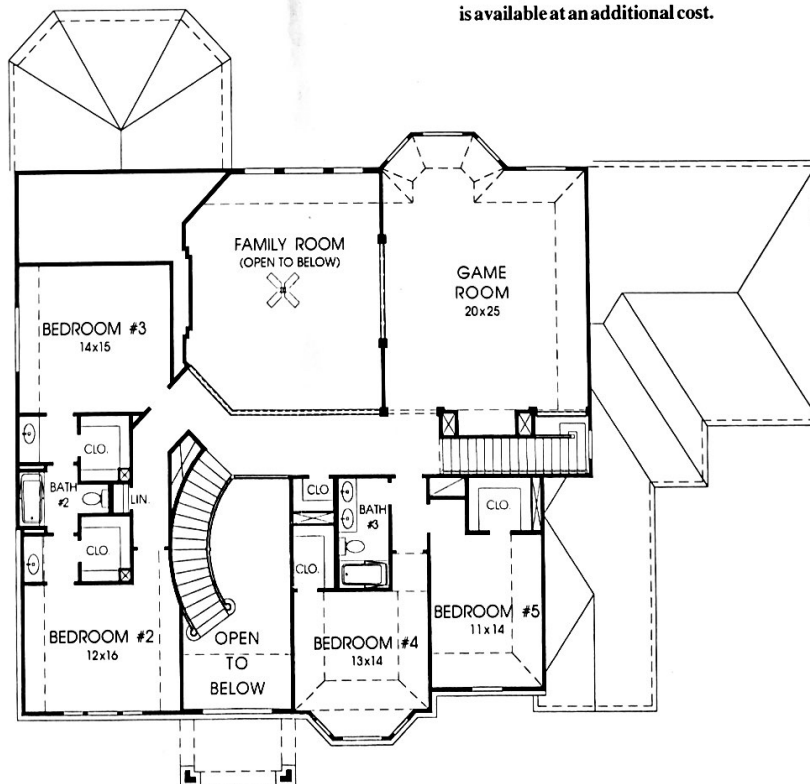 is available at an additional cost.
FAMILY ROOM
(OPEN TO BELOW)
GAME
ROOM
20x25
BEDROOM #3
14x15
CLO.
BATH
#2
LIN.
CLO.
CLO
BATH
#3
CLO.
CLO.
BEDROOM #2
12x16
OPEN
TO
BELOW
BEDROOM #4
13x14
BEDROOM #5
11x14